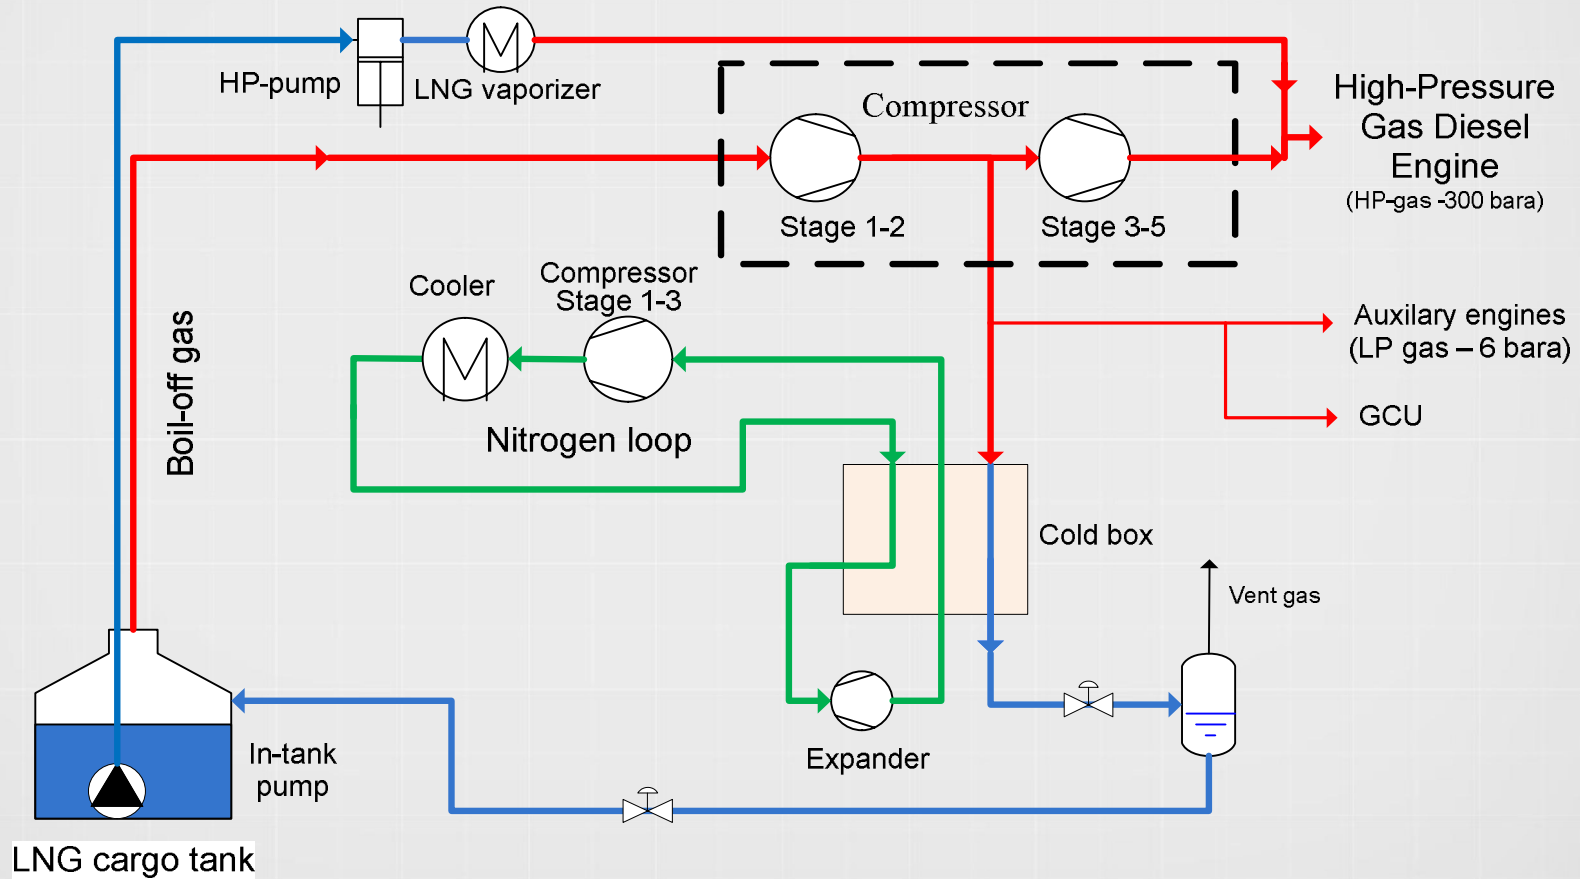 HP-pump
LNG vaporizer
Compressor
High-Pressure
Gas Diesel
Engine
(HP-gas -300 bara)
Stage 1-2
Stage 3-5
Cooler
Compressor
Stage 1-3
Boil-off gas
Auxilary engines
(LP gas – 6 bara)
GCU
Nitrogen loop
Cold box
Vent gas
In-tank
pump
Expander
LNG cargo tank